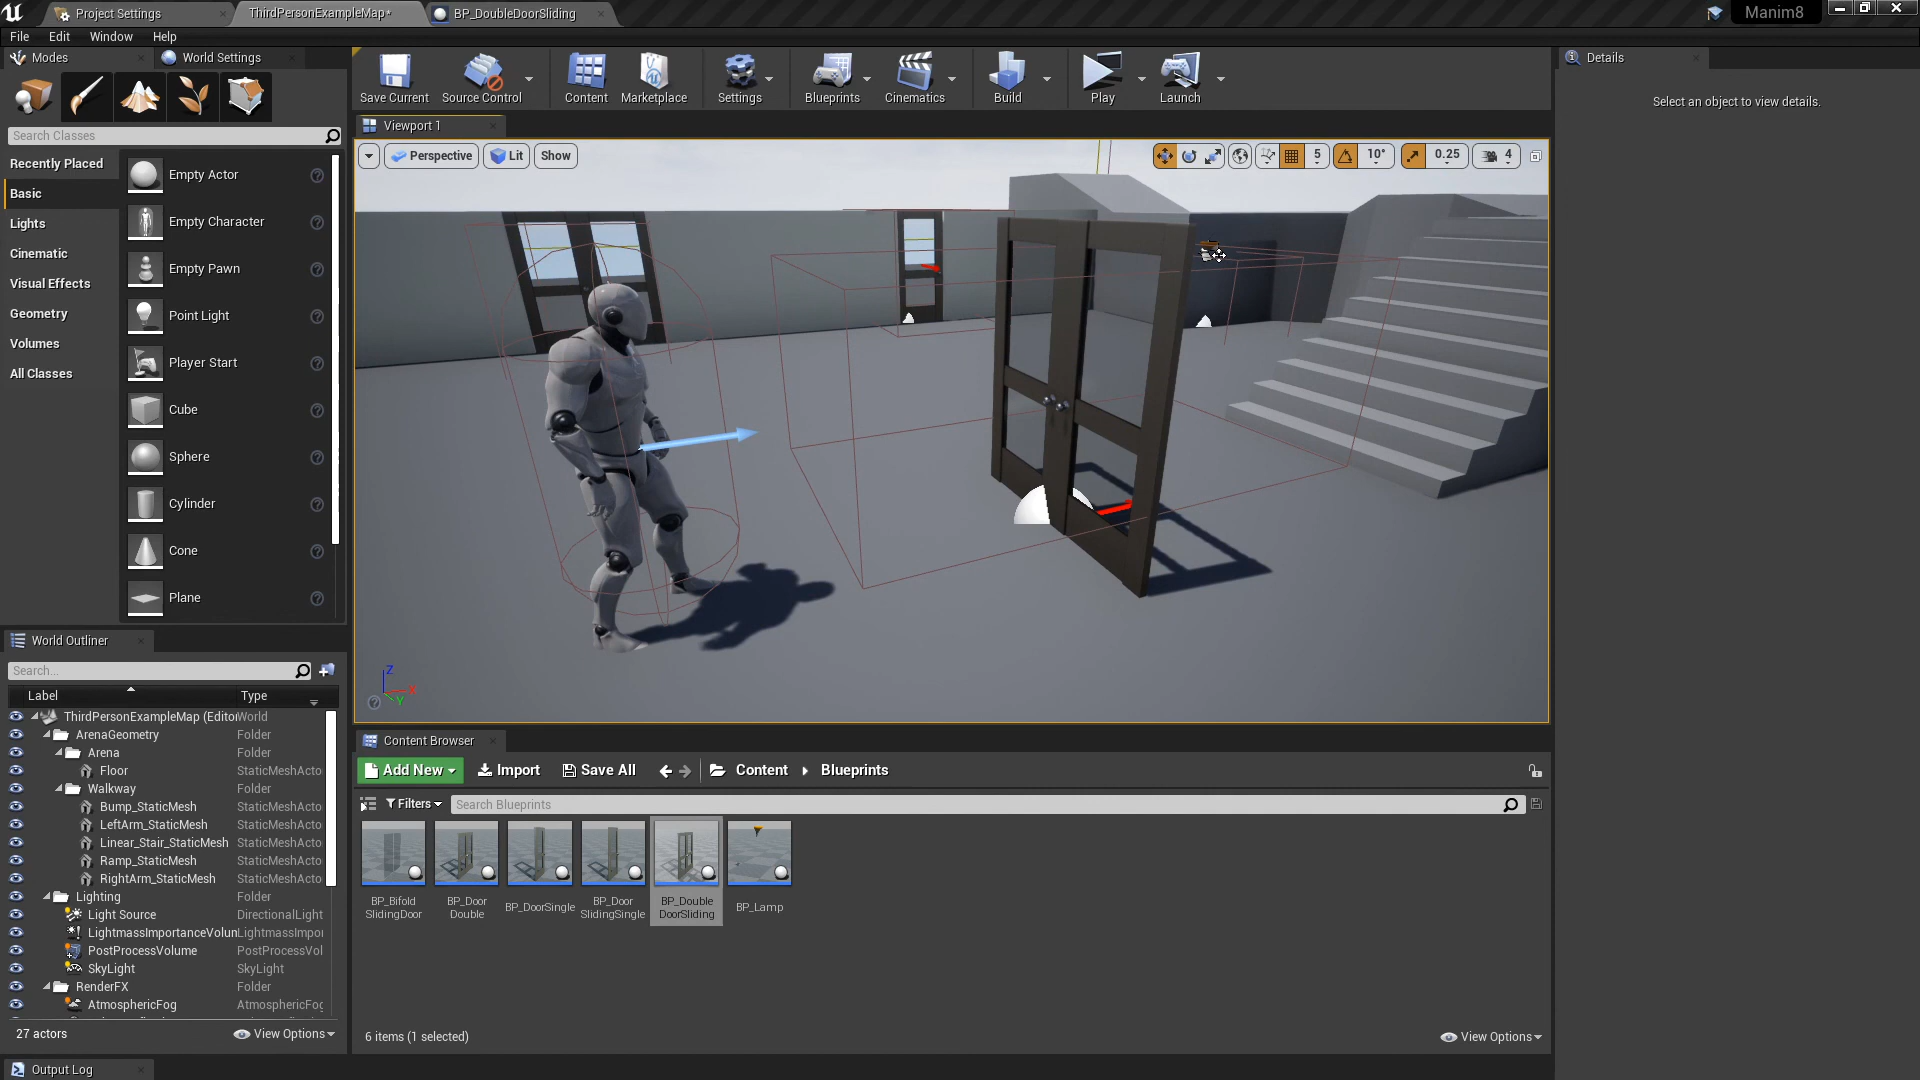 Project Settings
ThirdPersonExampleMap*
BP_DoubleDoorSliding
Manim8
File Edit Window Help
Modes
World Settings
Search Classes
Recently Placed
Basic
Lights
Cinematic
Visual Effects
Geometry
Volumes
All Classes
Empty Actor
Empty Character
Empty Pawn
Point Light
Player Start
Cube
Sphere
Cylinder
Cone
Plane
Save Current
Source Control
Content
Marketplace
Settings
Blueprints
Cinematics
Build
Play
Launch
Viewport 1
Perspective
Lit
Show
5
10°
0.25
4
Z
X
Y
Details
Select an object to view details.
World Outliner
Search...
Label Type
ThirdPersonExampleMap (Editor World
ArenaGeometry Folder
Arena Folder
Floor StaticMeshActo
Walkway Folder
Bump_StaticMesh StaticMeshActo
LeftArm_StaticMesh StaticMeshActo
Linear_Stair_StaticMesh StaticMeshActo
Ramp_StaticMesh StaticMeshActo
RightArm_StaticMesh StaticMeshActo
Lighting Folder
Light Source DirectionalLight
LightmassImportanceVolum LightmassImpor
PostProcessVolume PostProcessVol
SkyLight SkyLight
RenderFX Folder
AtmosphericFog AtmosphericFog
27 actors
View Options
Output Log
Content Browser
Add New
Import
Save All
Content
Blueprints
Filters
Search Blueprints
BP_Bifold
SlidingDoor
BP_Door
Double
BP_DoorSingle
BP_Door
SlidingSingle
BP_Double
DoorSliding
BP_Lamp
6 items (1 selected)
View Options